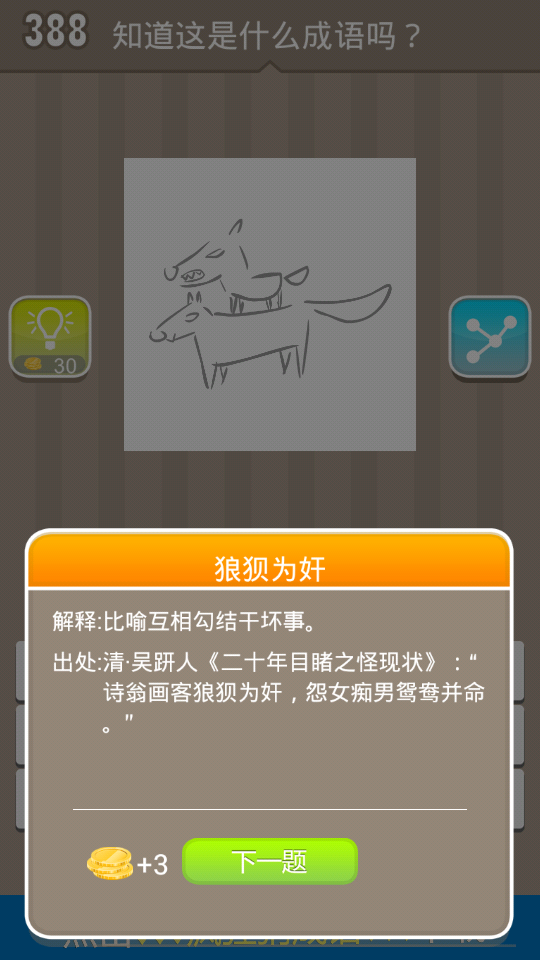 388 知道这是什么成语吗？
30
狼狈为奸
解释:比喻互相勾结干坏事。
出处:清·吴趼人《二十年目睹之怪现状》：“
诗翁画客狼狈为奸，怨女痴男鸳鸯并命
。”
+3 下一题